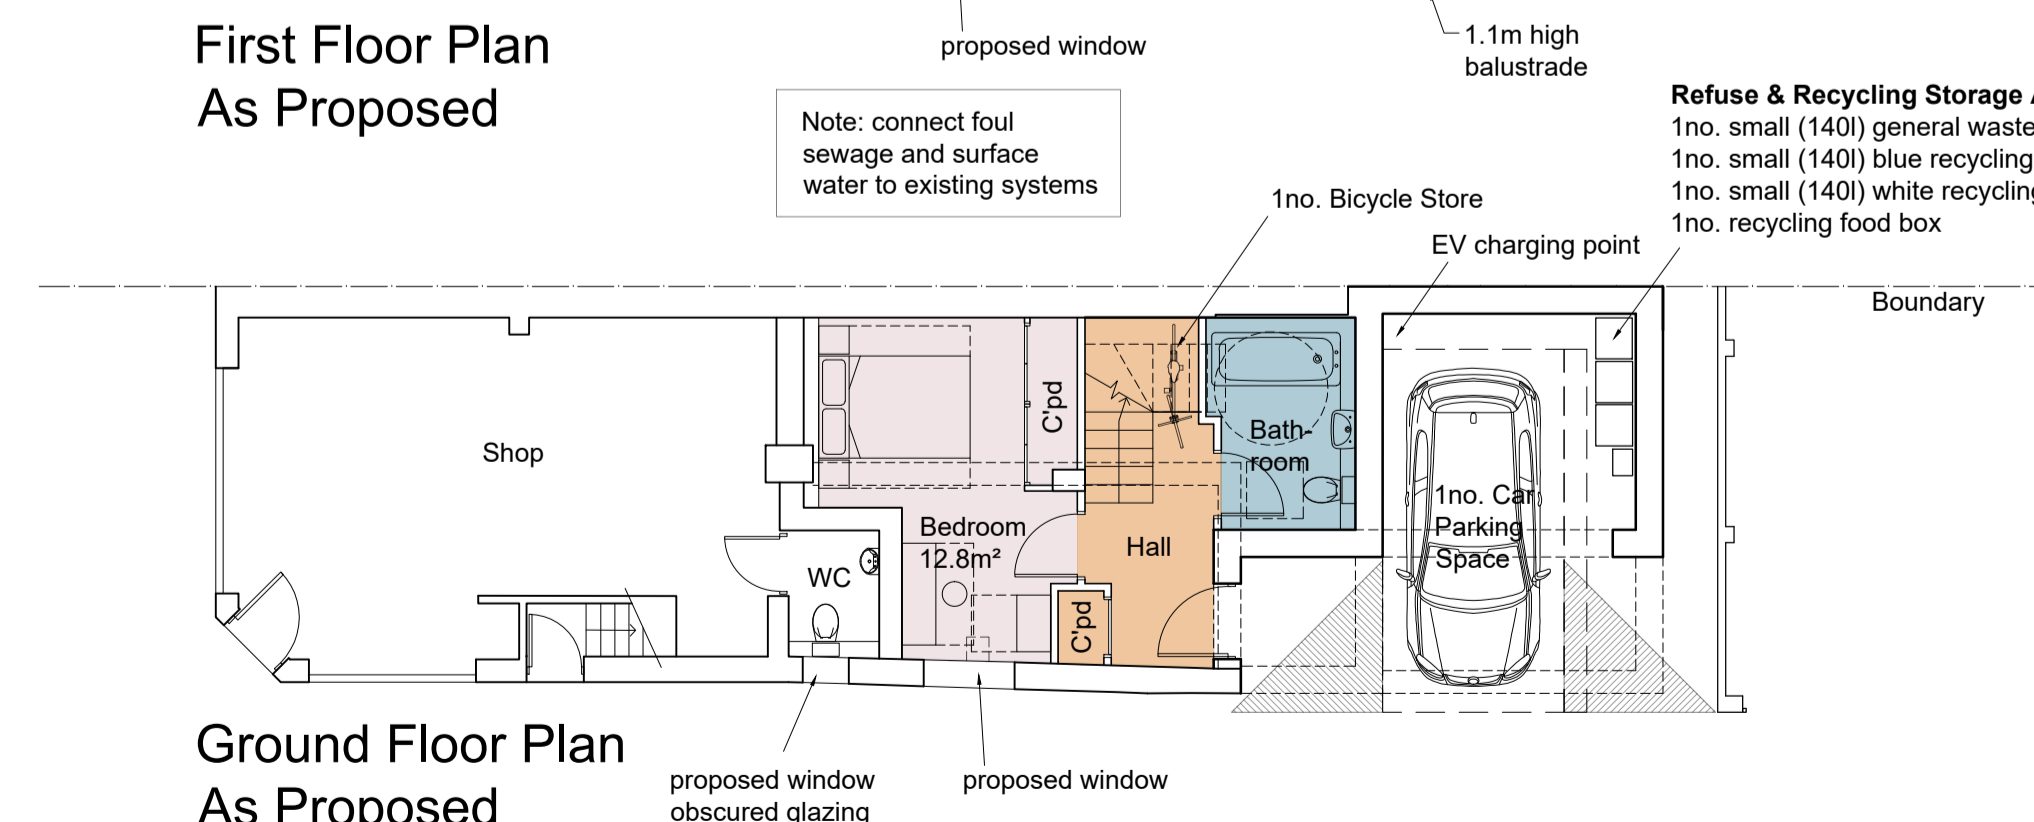 First Floor Plan
As Proposed
proposed window
1.1m high
balustrade
Note: connect foul
sewage and surface
water to existing systems
Refuse & Recycling Storage
1no. small (140l) general waste
1no. small (140l) blue recycling
1no. small (140l) white recycling
1no. recycling food box
1no. Bicycle Store
EV charging point
Boundary
Shop
C'pd
Bath-
room
1no. Car
Parking
Space
Bedroom
12.8m²
Hall
WC
C'pd
Ground Floor Plan
As Proposed
proposed window
obscured glazing
proposed window